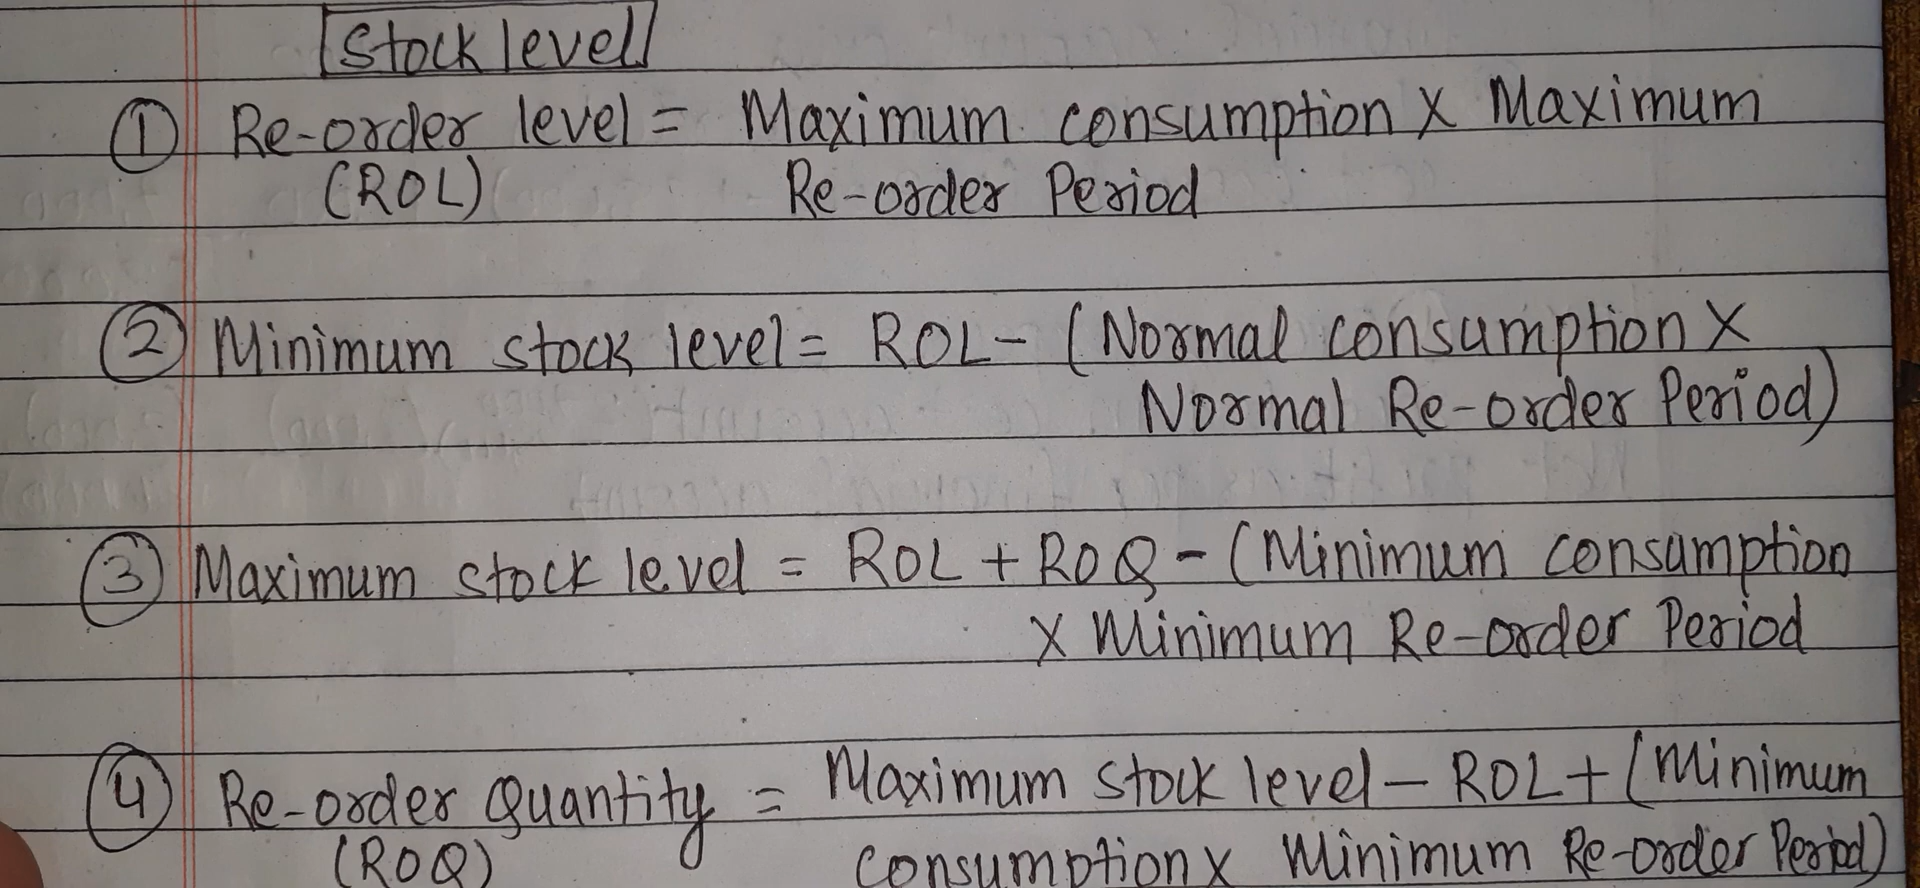 Stock level
① Re-order level = Maximum consumption X Maximum
(ROL) Re-order Period
② Minimum stock level = ROL - (Normal consumption X
Normal Re-order Period)
③ Maximum stock level = ROL + ROQ - (Minimum consumption
X Minimum Re-order Period
④ Re-order Quantity = Maximum stock level - ROL + (Minimum
(ROQ) consumption X Minimum Re-order Period)